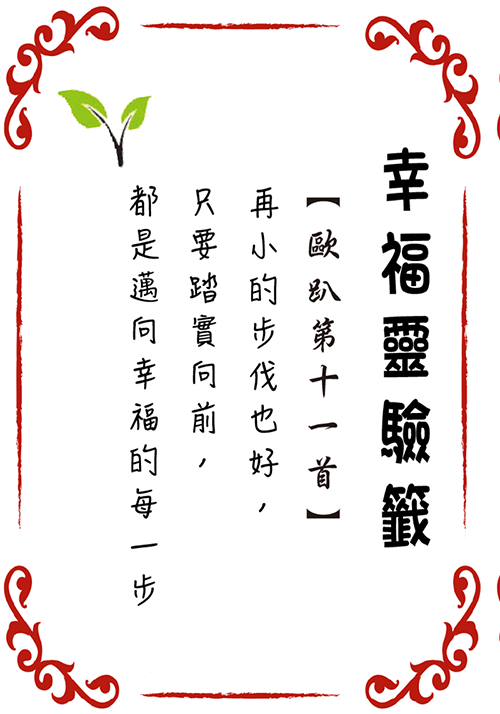 幸福靈驗籤
【歐趴第十一首】
再小的步伐也好，
只要踏實向前，
都是邁向幸福的每一步